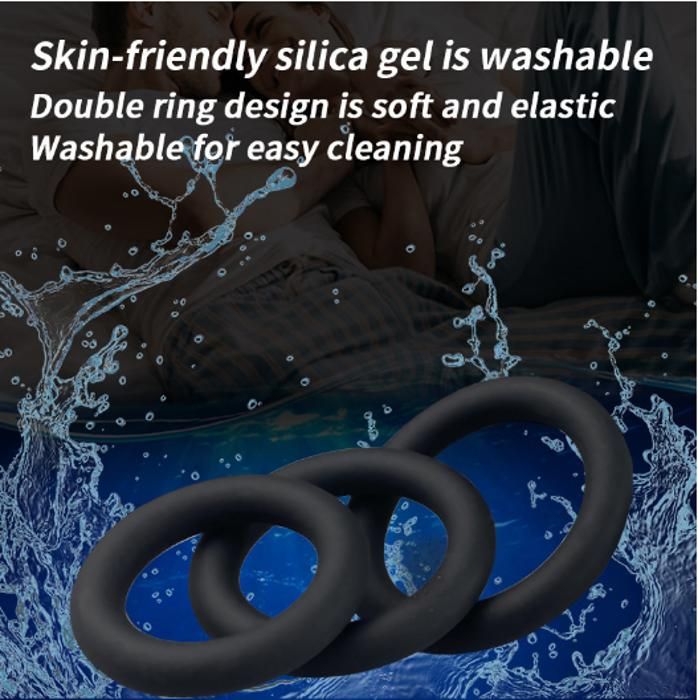 Skin-friendly silica gel is washable
Double ring design is soft and elastic
Washable for easy cleaning